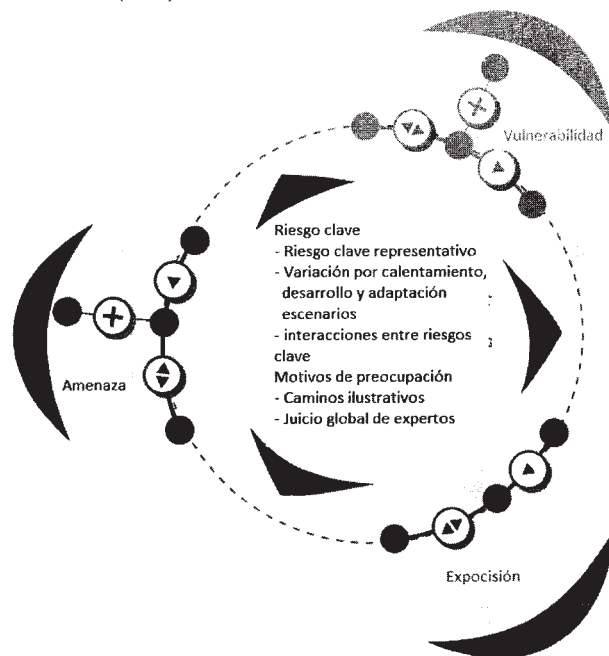 Vulnerabilidad
Riesgo clave
- Riesgo clave representativo
- Variación por calentamiento,
desarrollo y adaptación
escenarios
- interacciones entre riesgos
clave
Motivos de preocupación
- Caminos ilustrativos
- Juicio global de expertos
Amenaza
Expocisión